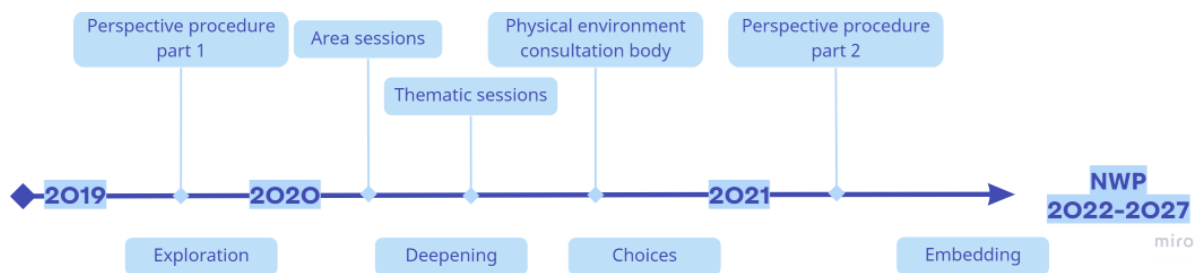 Perspective procedure
part 1
Area sessions
Thematic sessions
Physical environment
consultation body
Perspective procedure
part 2
2019
2020
2021
NWP
2022-2027
Exploration
Deepening
Choices
Embedding
miro